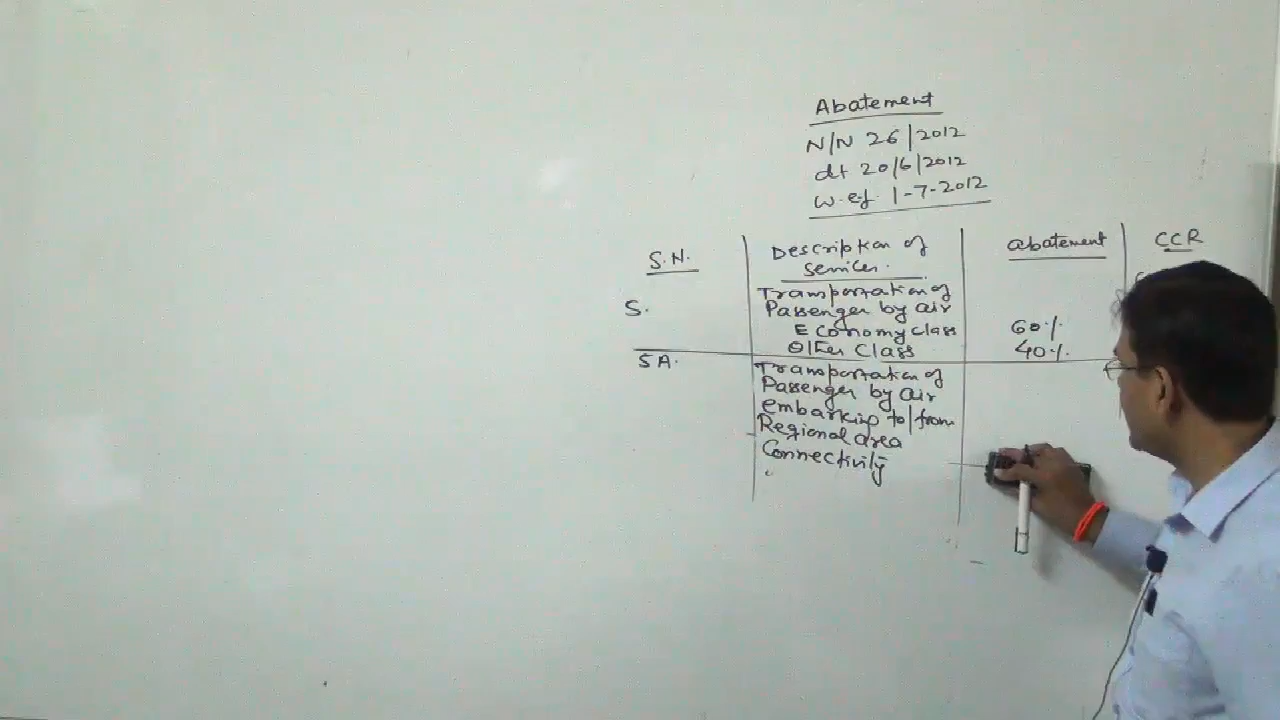 Abatement
N/N 26/2012
dt 20/6/2012
w.e.f. 1-7-2012
S.N.
Description of
services.
abatement
CCR
5.
Transportation of
Passenger by air
Economy class 60%
Other Class 40%.
5A.
Transportation of
Passenger by air
embarking to/from
Regional area
Connectivity